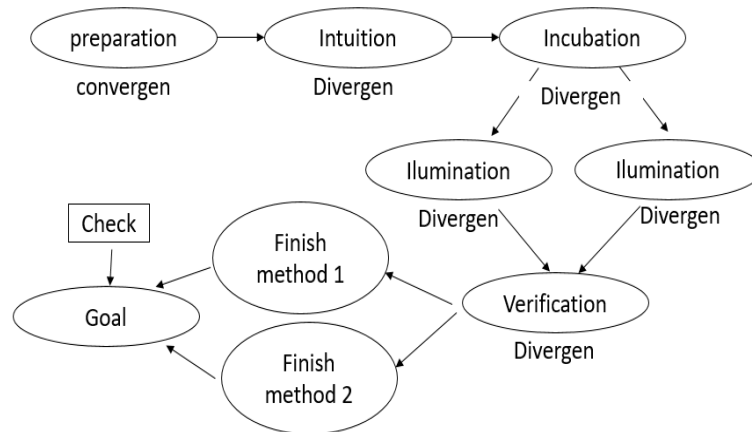 preparation
Intuition
Incubation
convergen
Divergen
Divergen
Ilumination
Ilumination
Divergen
Divergen
Check
Finish
method 1
Goal
Verification
Divergen
Finish
method 2